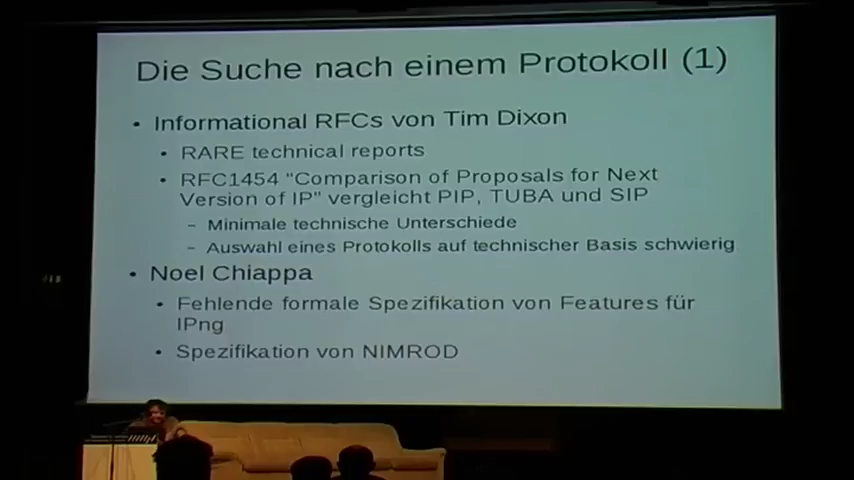 Die Suche nach einem Protokoll (1)
• Informational RFCs von Tim Dixon
• RARE technical reports
• RFC1454 "Comparison of Proposals for Next
Version of IP" vergleicht PIP, TUBA und SIP
– Minimale technische Unterschiede
– Auswahl eines Protokolls auf technischer Basis schwierig
• Noel Chiappa
• Fehlende formale Spezifikation von Features für
IPng
• Spezifikation von NIMROD